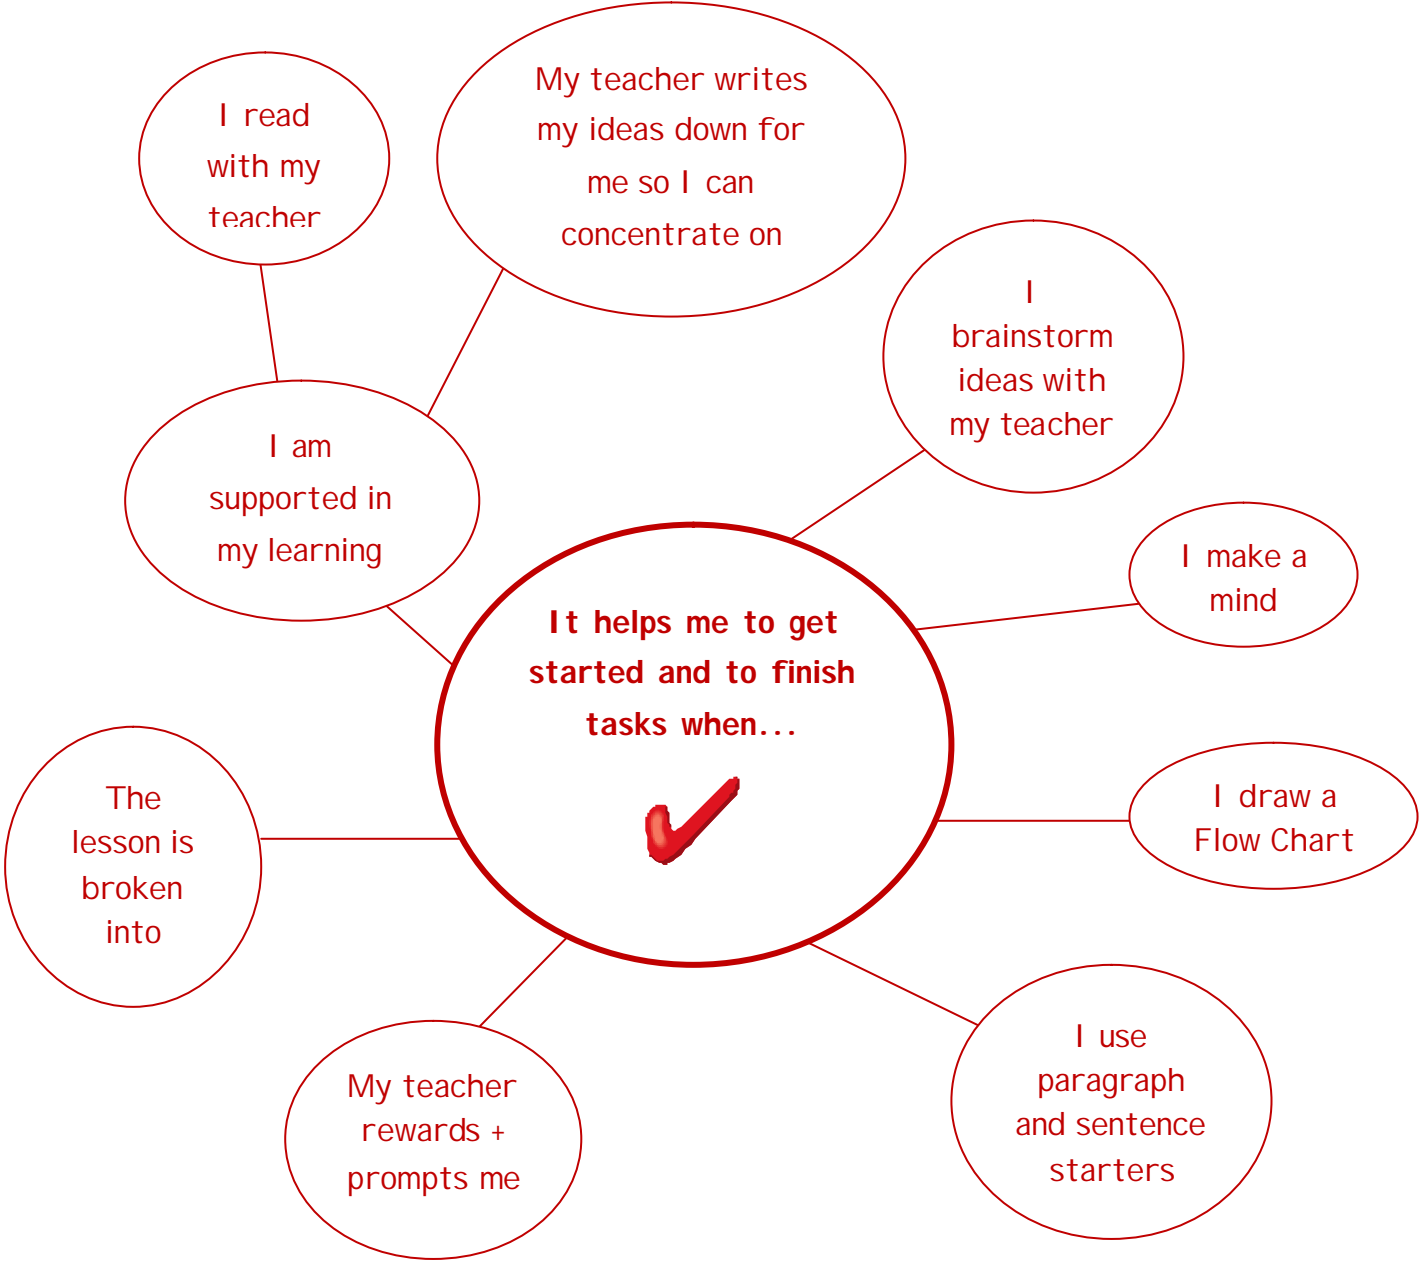 I read
with my
teacher
My teacher writes
my ideas down for
me so I can
concentrate on
I
brainstorm
ideas with
my teacher
I am
supported in
my learning
I make a
mind
It helps me to get
started and to finish
tasks when...
The
lesson is
broken
into
I draw a
Flow Chart
My teacher
rewards +
prompts me
I use
paragraph
and sentence
starters